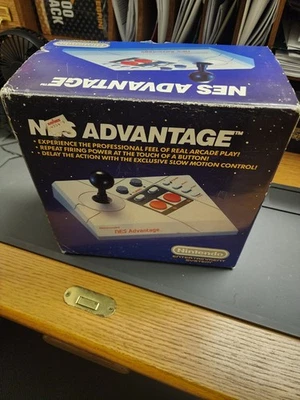 NES ADVANTAGE
NES ADVANTAGE™
• EXPERIENCE THE PROFESSIONAL FEEL OF REAL ARCADE PLAY!
• REPEAT FIRING POWER AT THE TOUCH OF A BUTTON!
• DELAY THE ACTION WITH THE EXCLUSIVE SLOW MOTION CONTROL!
NES Advantage
Nintendo